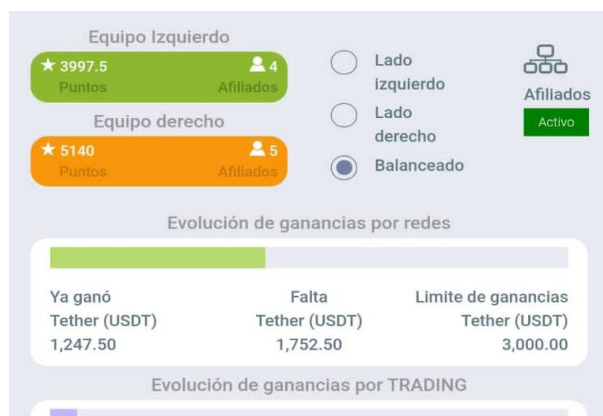 Equipo Izquierdo
★ 3997.5 4
Puntos Afiliados
Equipo derecho
★ 5140 5
Puntos Afiliados
Lado
izquierdo
Lado
derecho
Balanceado
Afiliados
Activo
Evolución de ganancias por redes
Ya ganó Falta Limite de ganancias
Tether (USDT) Tether (USDT) Tether (USDT)
1,247.50 1,752.50 3,000.00
Evolución de ganancias por TRADING